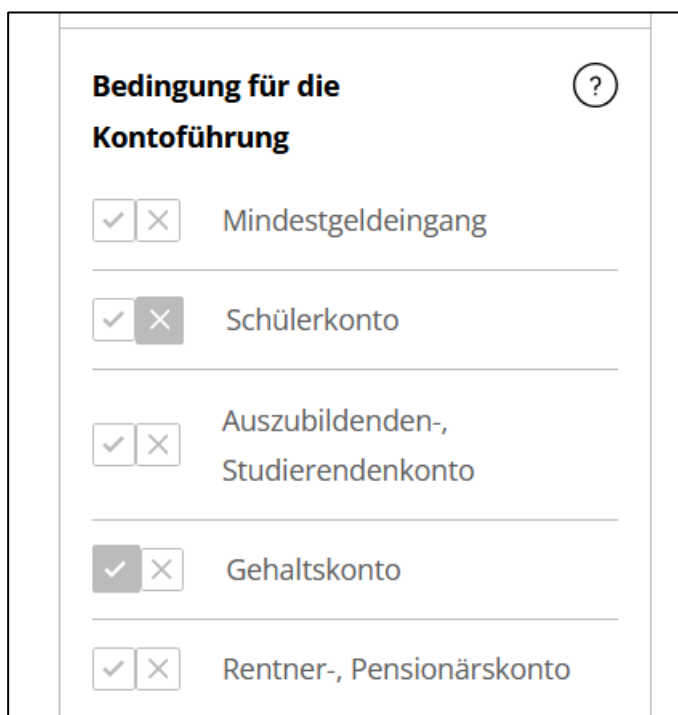 Bedingung für die
Kontoführung
?
Mindestgeldeingang
Schülerkonto
Auszubildenden-,
Studierendenkonto
Gehaltskonto
Rentner-, Pensionärskonto